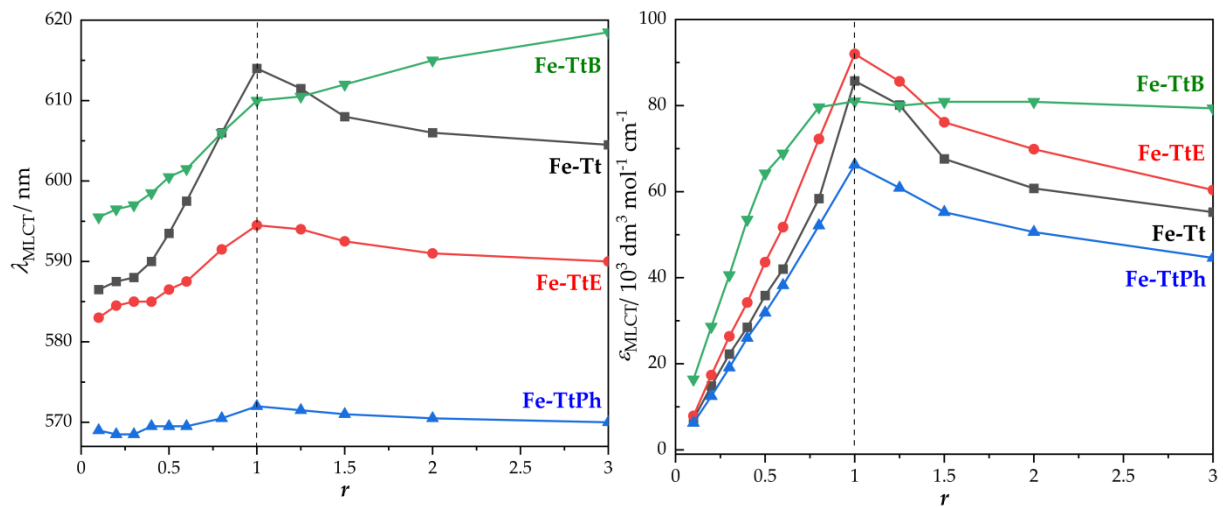 620
610
600
590
580
570
λMLCT/ nm
Fe-TtB
Fe-Tt
Fe-TtE
Fe-TtPh
0
0.5
1
1.5
2
2.5
3
r
100
80
60
40
20
0
εMLCT/ 10³ dm³ mol⁻¹ cm⁻¹
Fe-TtB
Fe-TtE
Fe-Tt
Fe-TtPh
0
0.5
1
1.5
2
2.5
3
r